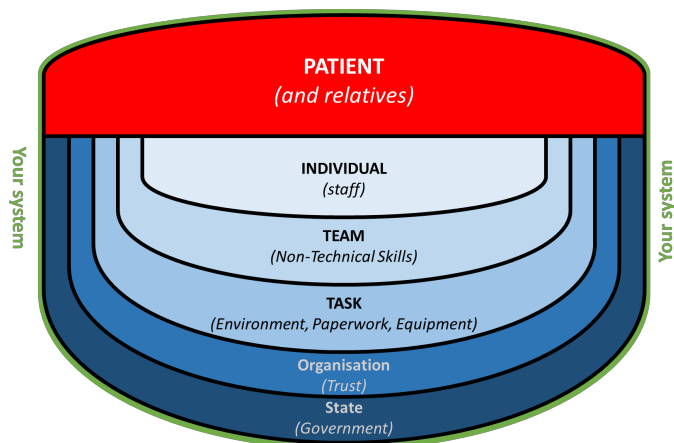 PATIENT
(and relatives)
Your system
Your system
INDIVIDUAL
(staff)
TEAM
(Non-Technical Skills)
TASK
(Environment, Paperwork, Equipment)
Organisation
(Trust)
State
(Government)